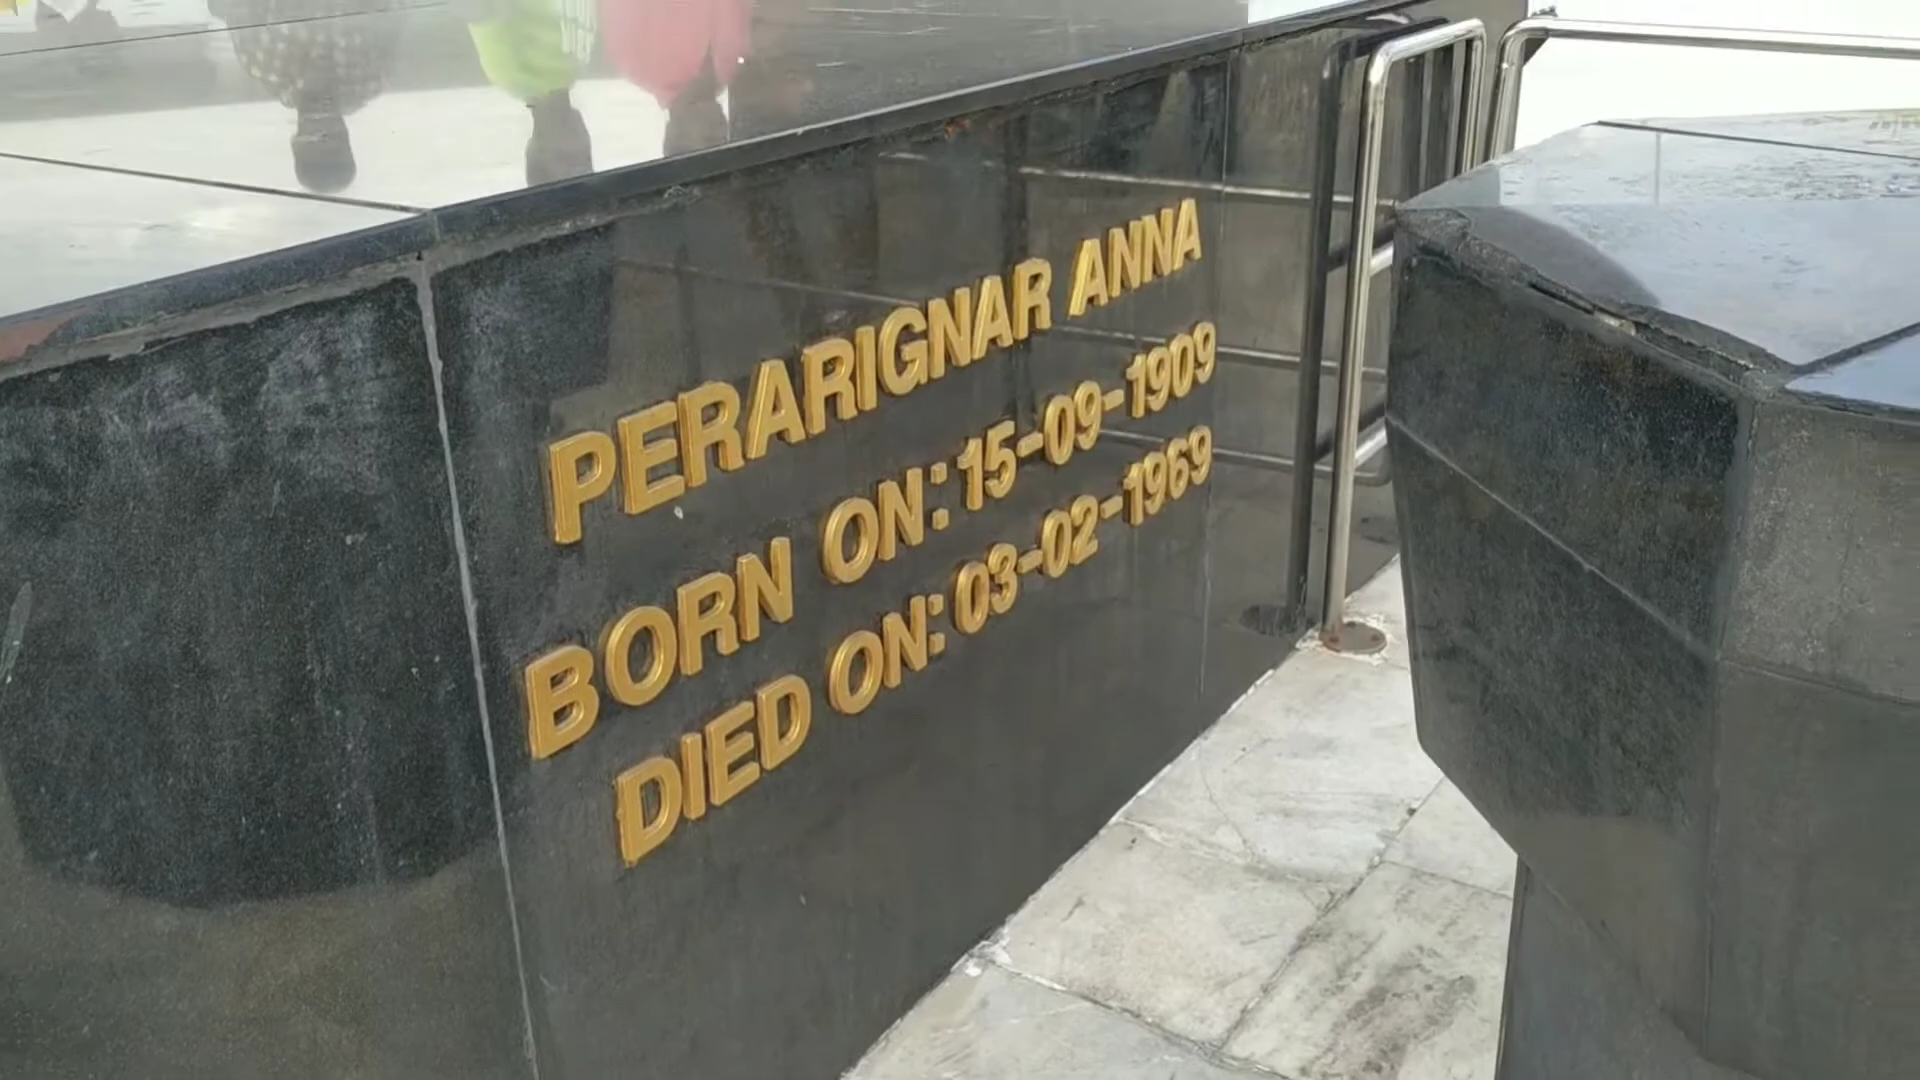 PERARIGNAR ANNA
BORN ON: 15-09-1909
DIED ON: 03-02-1969